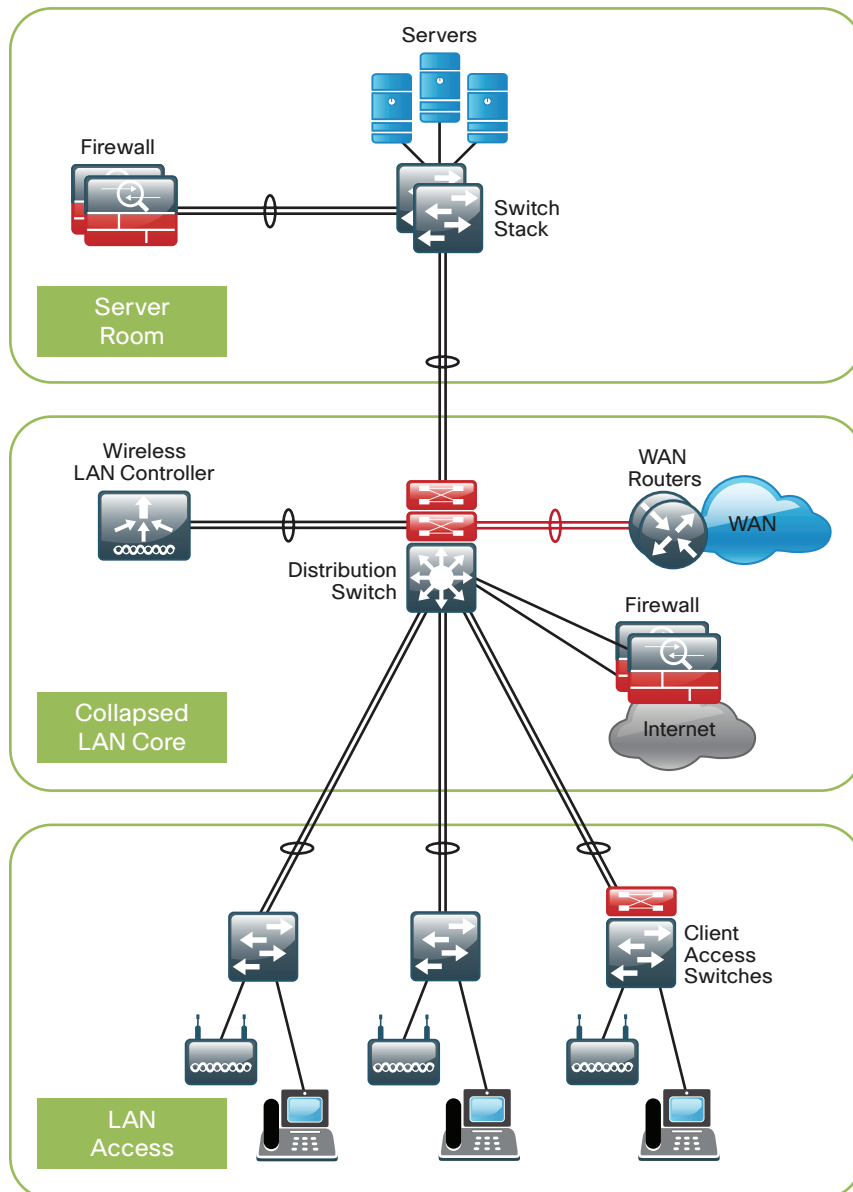 Servers
Firewall
Switch
Stack
Server
Room
Wireless
LAN Controller
WAN
Routers
WAN
Distribution
Switch
Firewall
Internet
Collapsed
LAN Core
Client
Access
Switches
LAN
Access